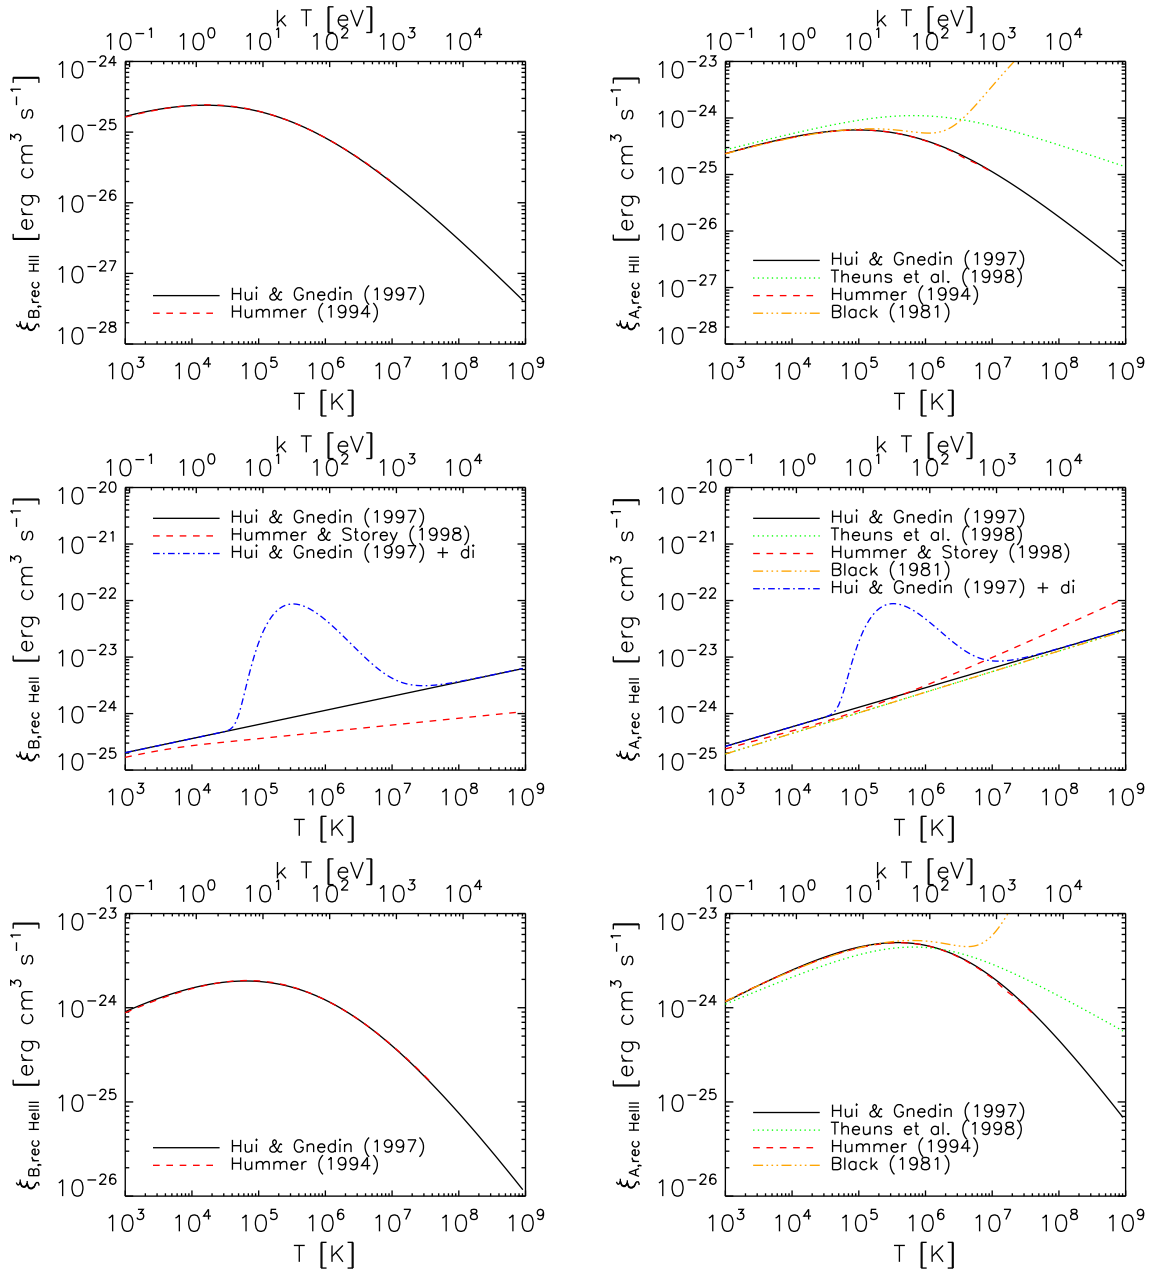 k T [eV]
10⁻¹ 10⁰ 10¹ 10² 10³ 10⁴
10⁻²⁴
10⁻²⁵
10⁻²⁶
10⁻²⁷
10⁻²⁸
ξB,rec HII [erg cm³ s⁻¹]
Hui & Gnedin (1997)
Hummer (1994)
10³ 10⁴ 10⁵ 10⁶ 10⁷ 10⁸ 10⁹
T [K]
k T [eV]
10⁻¹ 10⁰ 10¹ 10² 10³ 10⁴
10⁻²³
10⁻²⁴
10⁻²⁵
10⁻²⁶
10⁻²⁷
10⁻²⁸
ξA,rec HII [erg cm³ s⁻¹]
Hui & Gnedin (1997)
Theuns et al. (1998)
Hummer (1994)
Black (1981)
10³ 10⁴ 10⁵ 10⁶ 10⁷ 10⁸ 10⁹
T [K]
k T [eV]
10⁻¹ 10⁰ 10¹ 10² 10³ 10⁴
10⁻²⁰
10⁻²¹
10⁻²²
10⁻²³
10⁻²⁴
10⁻²⁵
ξB,rec HeII [erg cm³ s⁻¹]
Hui & Gnedin (1997)
Hummer & Storey (1998)
Hui & Gnedin (1997) + di
10³ 10⁴ 10⁵ 10⁶ 10⁷ 10⁸ 10⁹
T [K]
k T [eV]
10⁻¹ 10⁰ 10¹ 10² 10³ 10⁴
10⁻²⁰
10⁻²¹
10⁻²²
10⁻²³
10⁻²⁴
10⁻²⁵
ξA,rec HeII [erg cm³ s⁻¹]
Hui & Gnedin (1997)
Theuns et al. (1998)
Hummer & Storey (1998)
Black (1981)
Hui & Gnedin (1997) + di
10³ 10⁴ 10⁵ 10⁶ 10⁷ 10⁸ 10⁹
T [K]
k T [eV]
10⁻¹ 10⁰ 10¹ 10² 10³ 10⁴
10⁻²³
10⁻²⁴
10⁻²⁵
10⁻²⁶
ξB,rec HeIII [erg cm³ s⁻¹]
Hui & Gnedin (1997)
Hummer (1994)
10³ 10⁴ 10⁵ 10⁶ 10⁷ 10⁸ 10⁹
T [K]
k T [eV]
10⁻¹ 10⁰ 10¹ 10² 10³ 10⁴
10⁻²³
10⁻²⁴
10⁻²⁵
10⁻²⁶
ξA,rec HeIII [erg cm³ s⁻¹]
Hui & Gnedin (1997)
Theuns et al. (1998)
Hummer (1994)
Black (1981)
10³ 10⁴ 10⁵ 10⁶ 10⁷ 10⁸ 10⁹
T [K]